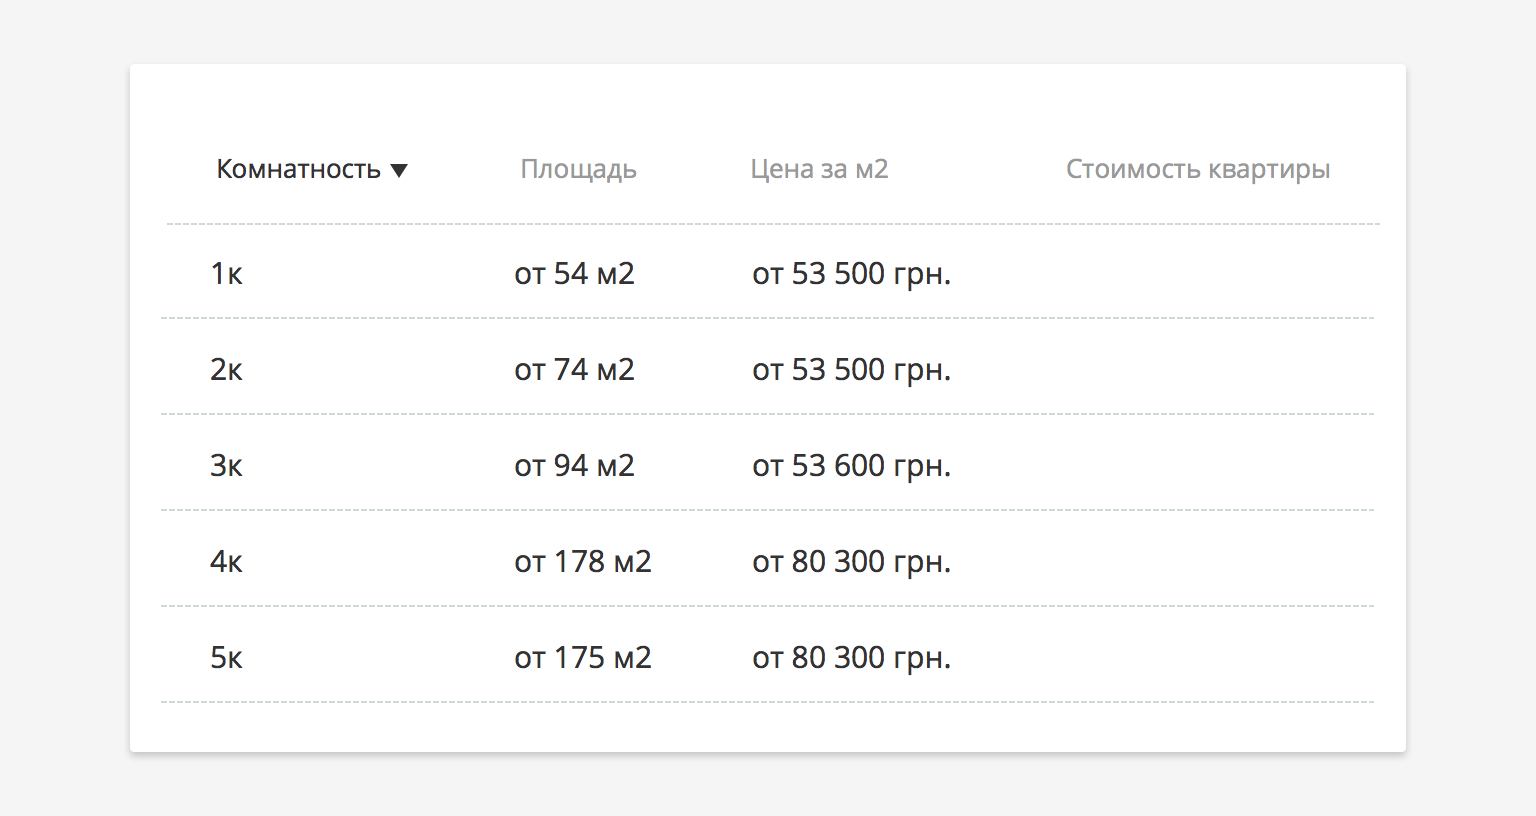 Комнатность ▼ Площадь Цена за м2 Стоимость квартиры
1к от 54 м2 от 53 500 грн.
2к от 74 м2 от 53 500 грн.
3к от 94 м2 от 53 600 грн.
4к от 178 м2 от 80 300 грн.
5к от 175 м2 от 80 300 грн.